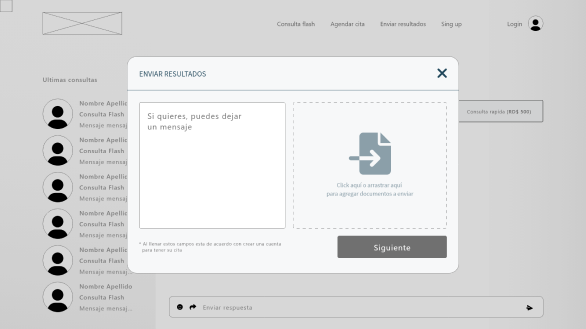 Consulta flash
Agendar cita
Enviar resultados
Sing up
Login
Ultimas consultas
ENVIAR RESULTADOS
Nombre Apellido
Consulta Flash
Mensaje mensaj
Nombre Apellid
Consulta Flash
Mensaje mensaj
Nombre Apellid
Consulta Flash
Mensaje mensaj
Nombre Apellid
Consulta Flash
Mensaje mensaj
Nombre Apellid
Consulta Flash
Mensaje mensaj
Nombre Apellido
Consulta Flash
Mensaje mensaj...
Si quieres, puedes dejar
un mensaje
Click aquí o arrastrar aquí
para agregar documentos a enviar
Consulta rapida (RD$ 500)
* Al llenar estos campos esta de acuerdo con crear una cuenta
para tener su cita
Siguiente
Enviar respuesta